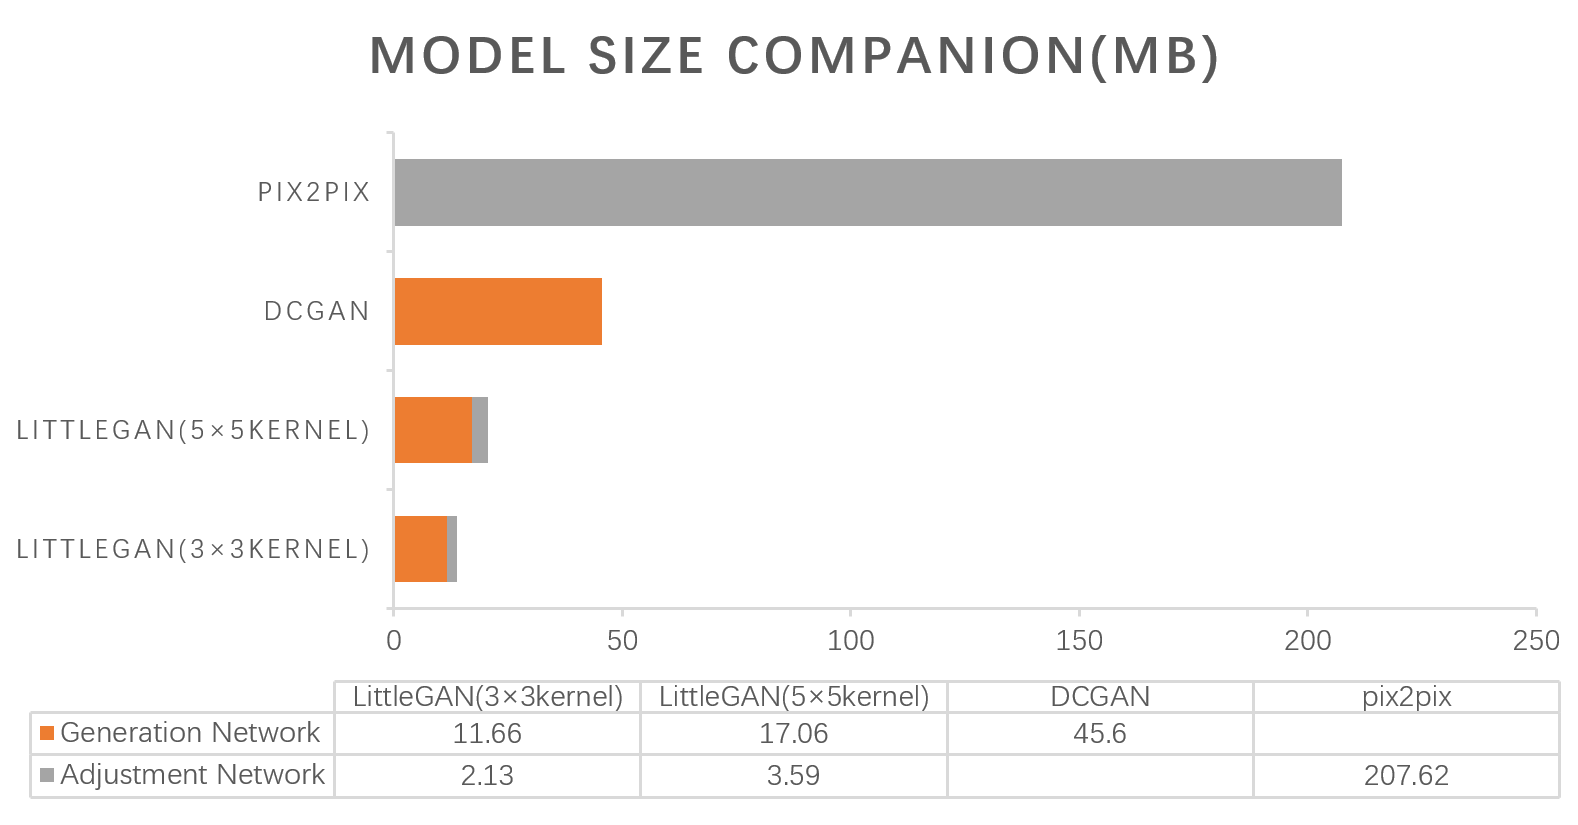 MODEL SIZE COMPANION(MB)
PIX2PIX
DCGAN
LITTLEGAN(5×5KERNEL)
LITTLEGAN(3×3KERNEL)
0 50 100 150 200 250
LittleGAN(3×3kernel) LittleGAN(5×5kernel) DCGAN pix2pix
Generation Network 11.66 17.06 45.6
Adjustment Network 2.13 3.59 207.62